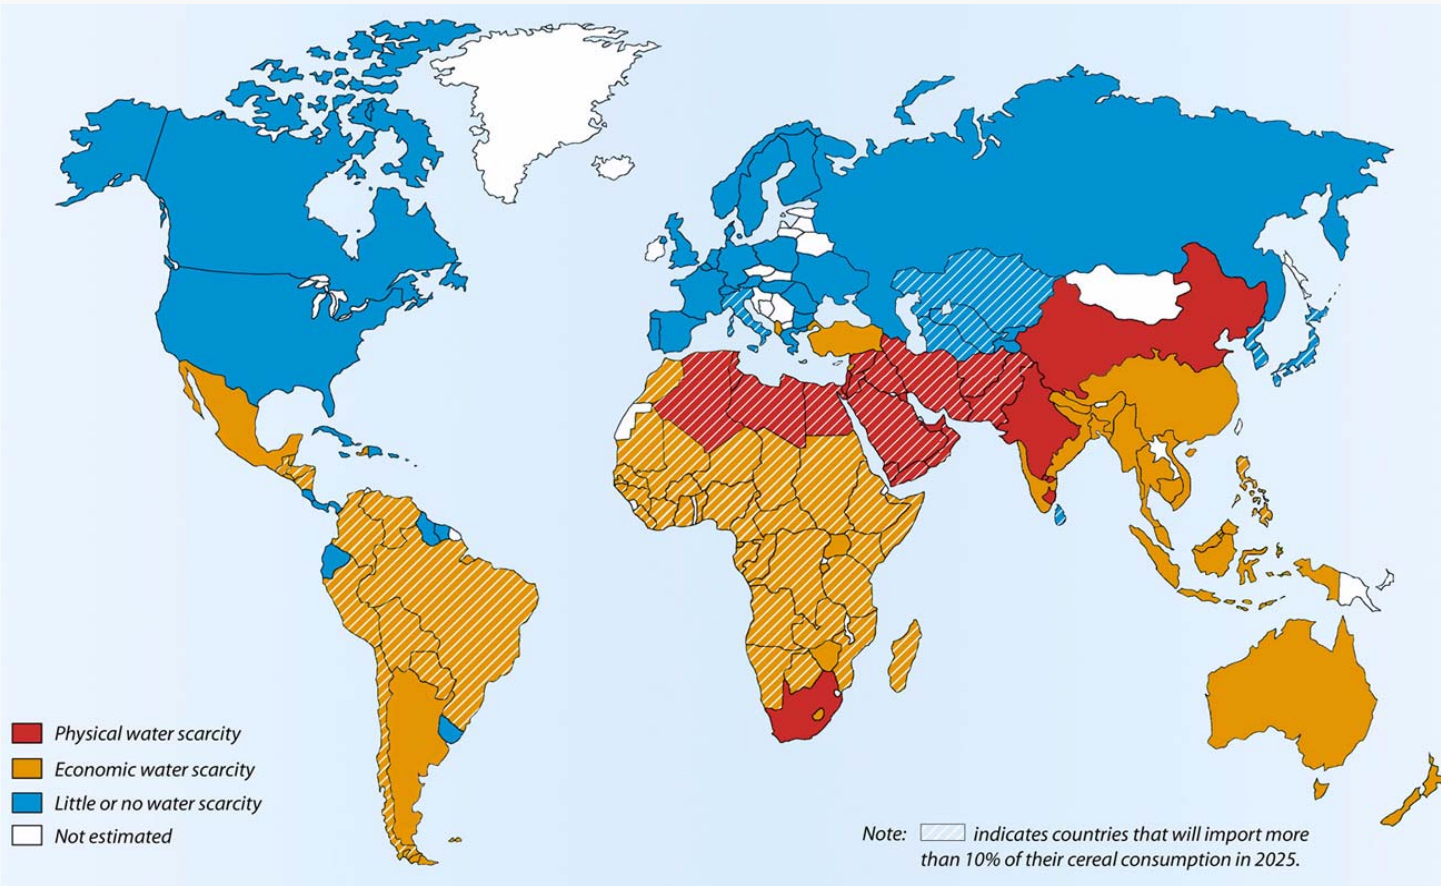 Physical water scarcity
Economic water scarcity
Little or no water scarcity
Not estimated
Note: indicates countries that will import more
than 10% of their cereal consumption in 2025.